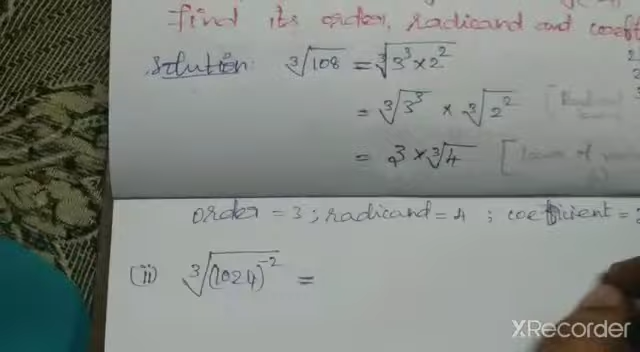 find its order, radicand and coeff
solution: ∛108 = ∛3³×2²
= ∛3³ × ∛2²
= 3×∛4
order = 3 ; radicand = 4 ; coefficient =
(ii) ∛(1024)⁻² =
XRecorder